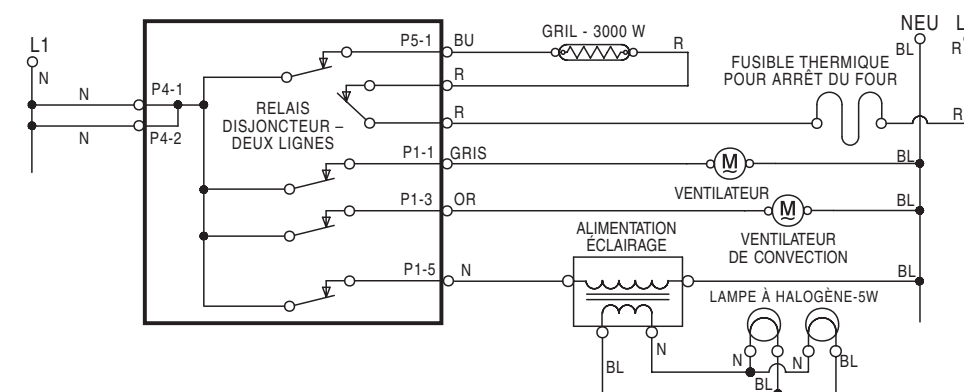 L1
N
N
N
P4-1
P4-2
RELAIS
DISJONCTEUR –
DEUX LIGNES
P5-1
BU
R
R
GRIL - 3000 W
R
FUSIBLE THERMIQUE
POUR ARRÊT DU FOUR
NEU
BL
L
R
R
P1-1
GRIS
M
VENTILATEUR
BL
P1-3
OR
M
VENTILATEUR
DE CONVECTION
BL
ALIMENTATION
ÉCLAIRAGE
P1-5
N
BL
LAMPE À HALOGÈNE-5W
BL
N
N
N
BL
BL